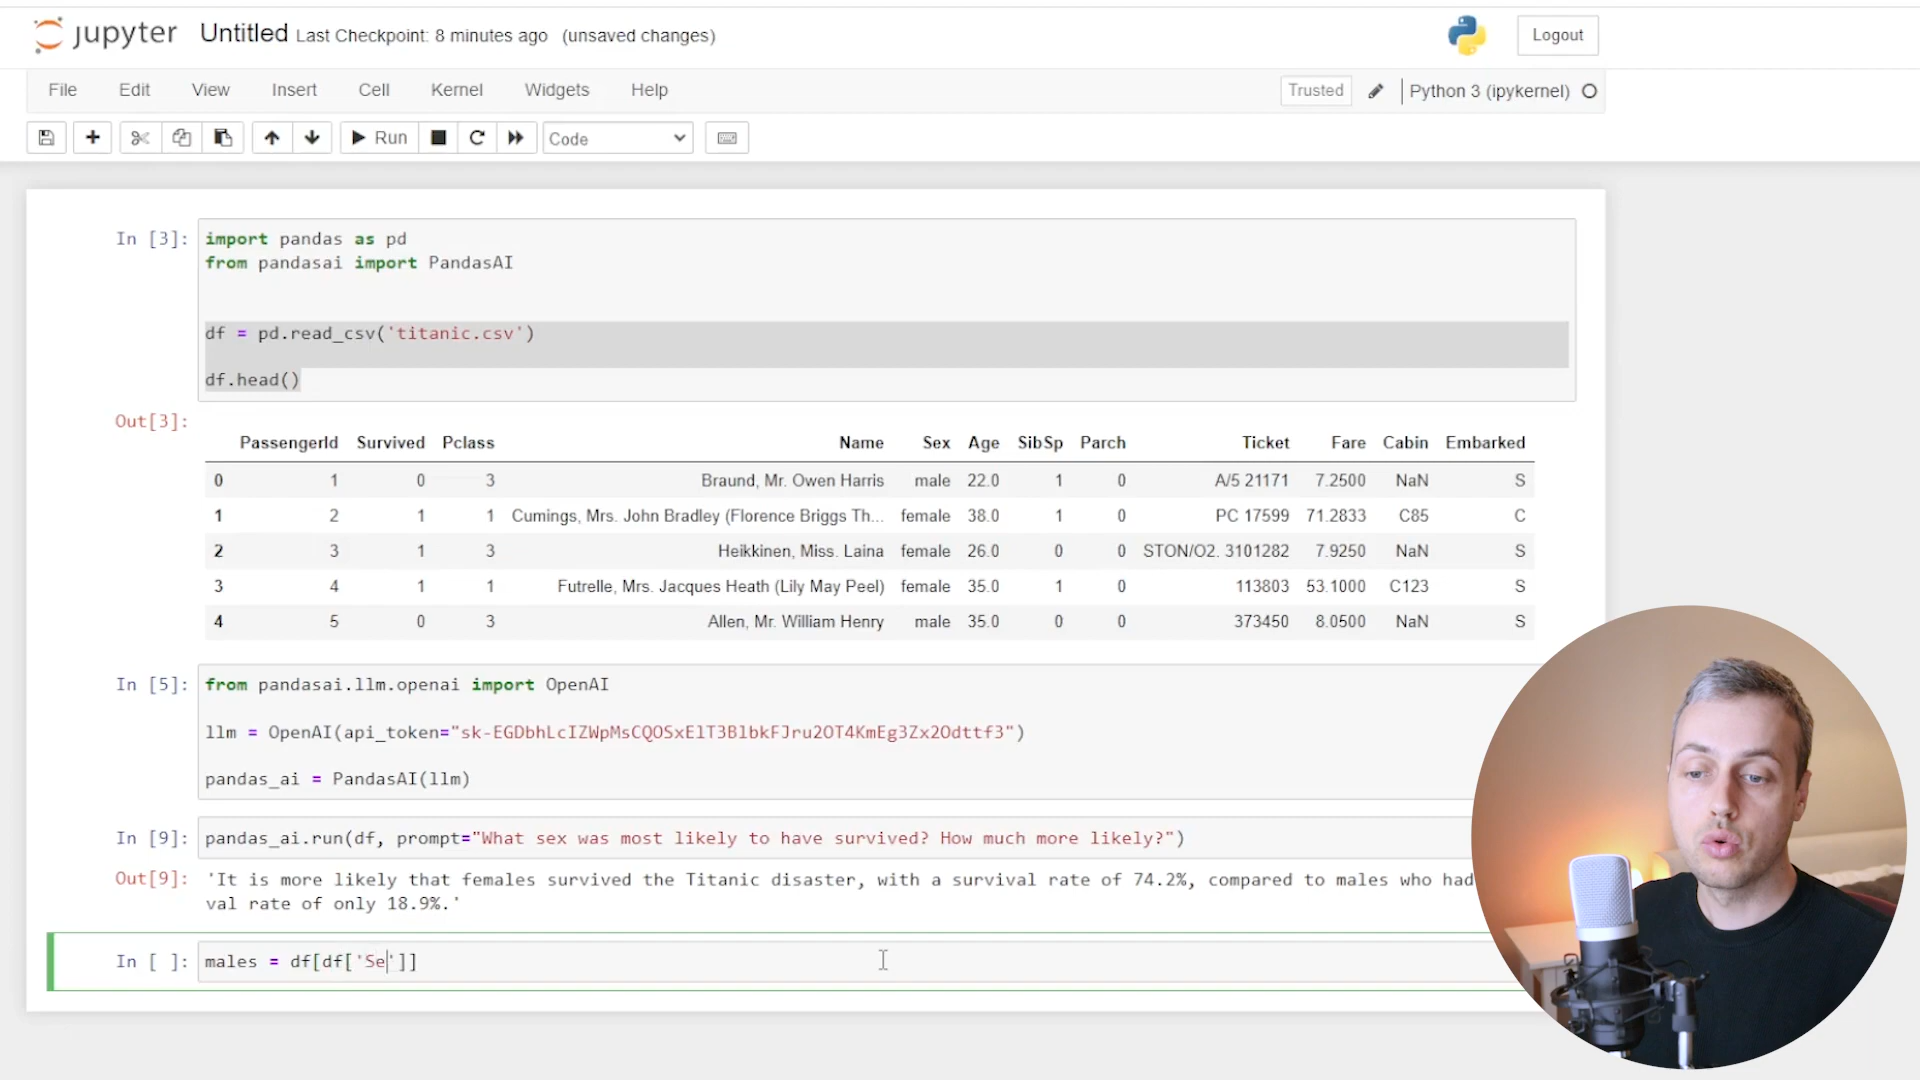 jupyter Untitled Last Checkpoint: 8 minutes ago (unsaved changes) Logout
File Edit View Insert Cell Kernel Widgets Help Trusted Python 3 (ipykernel)
Run Code
In [3]: import pandas as pd
from pandasai import PandasAI
df = pd.read_csv('titanic.csv')
df.head()
Out[3]:
PassengerId Survived Pclass Name Sex Age SibSp Parch Ticket Fare Cabin Embarked
0 1 0 3 Braund, Mr. Owen Harris male 22.0 1 0 A/5 21171 7.2500 NaN S
1 2 1 1 Cumings, Mrs. John Bradley (Florence Briggs Th... female 38.0 1 0 PC 17599 71.2833 C85 C
2 3 1 3 Heikkinen, Miss. Laina female 26.0 0 0 STON/O2. 3101282 7.9250 NaN S
3 4 1 1 Futrelle, Mrs. Jacques Heath (Lily May Peel) female 35.0 1 0 113803 53.1000 C123 S
4 5 0 3 Allen, Mr. William Henry male 35.0 0 0 373450 8.0500 NaN S
In [5]: from pandasai.llm.openai import OpenAI
llm = OpenAI(api_token="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")
pandas_ai = PandasAI(llm)
In [9]: pandas_ai.run(df, prompt="What sex was most likely to have survived? How much more likely?")
Out[9]: 'It is more likely that females survived the Titanic disaster, with a survival rate of 74.2%, compared to males who had
val rate of only 18.9%.'
In [ ]: males = df[df['Se']]